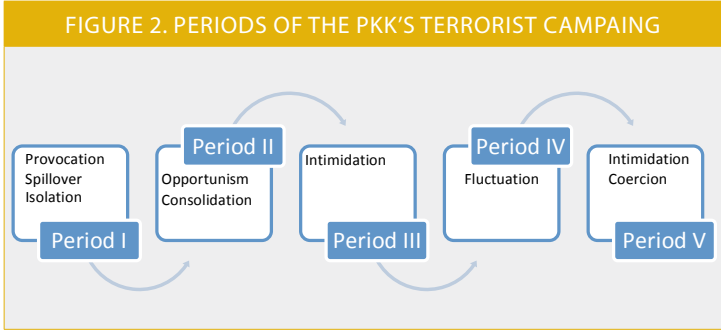 FIGURE 2. PERIODS OF THE PKK'S TERRORIST CAMPAING
Provocation
Spillover
Isolation
Period I
Period II
Opportunism
Consolidation
Intimidation
Period III
Period IV
Fluctuation
Intimidation
Coercion
Period V